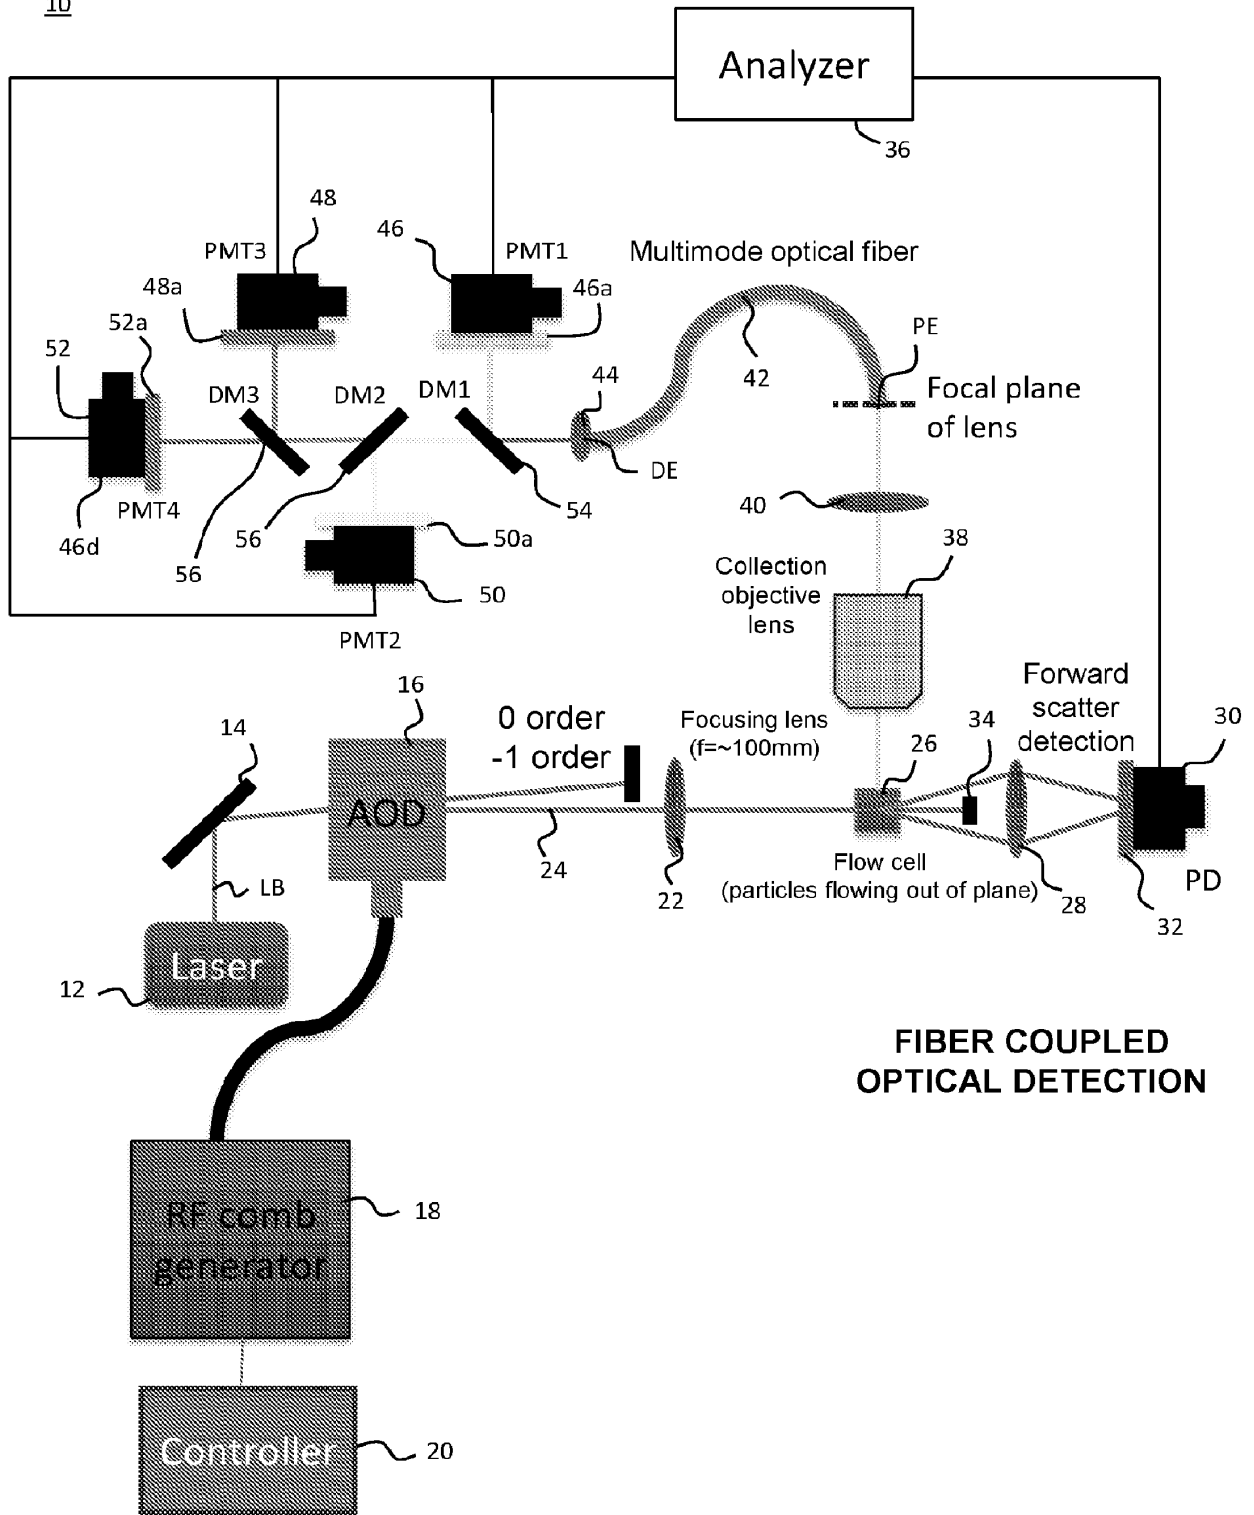 10
Analyzer
36
48
46
PMT3
PMT1
Multimode optical fiber
48a
46a
52a
PE
52
42
44
DM3
DM2
DM1
Focal plane
of lens
DE
PMT4
54
40
46d
56
50a
38
56
Collection
objective
lens
50
PMT2
16
Forward
scatter
detection
0 order
-1 order
Focusing lens
(f=~100mm)
14
34
30
26
AOD
24
Flow cell
(particles flowing out of plane)
LB
22
28
PD
32
Laser
12
FIBER COUPLED
OPTICAL DETECTION
RF comb
generator
18
Controller
20